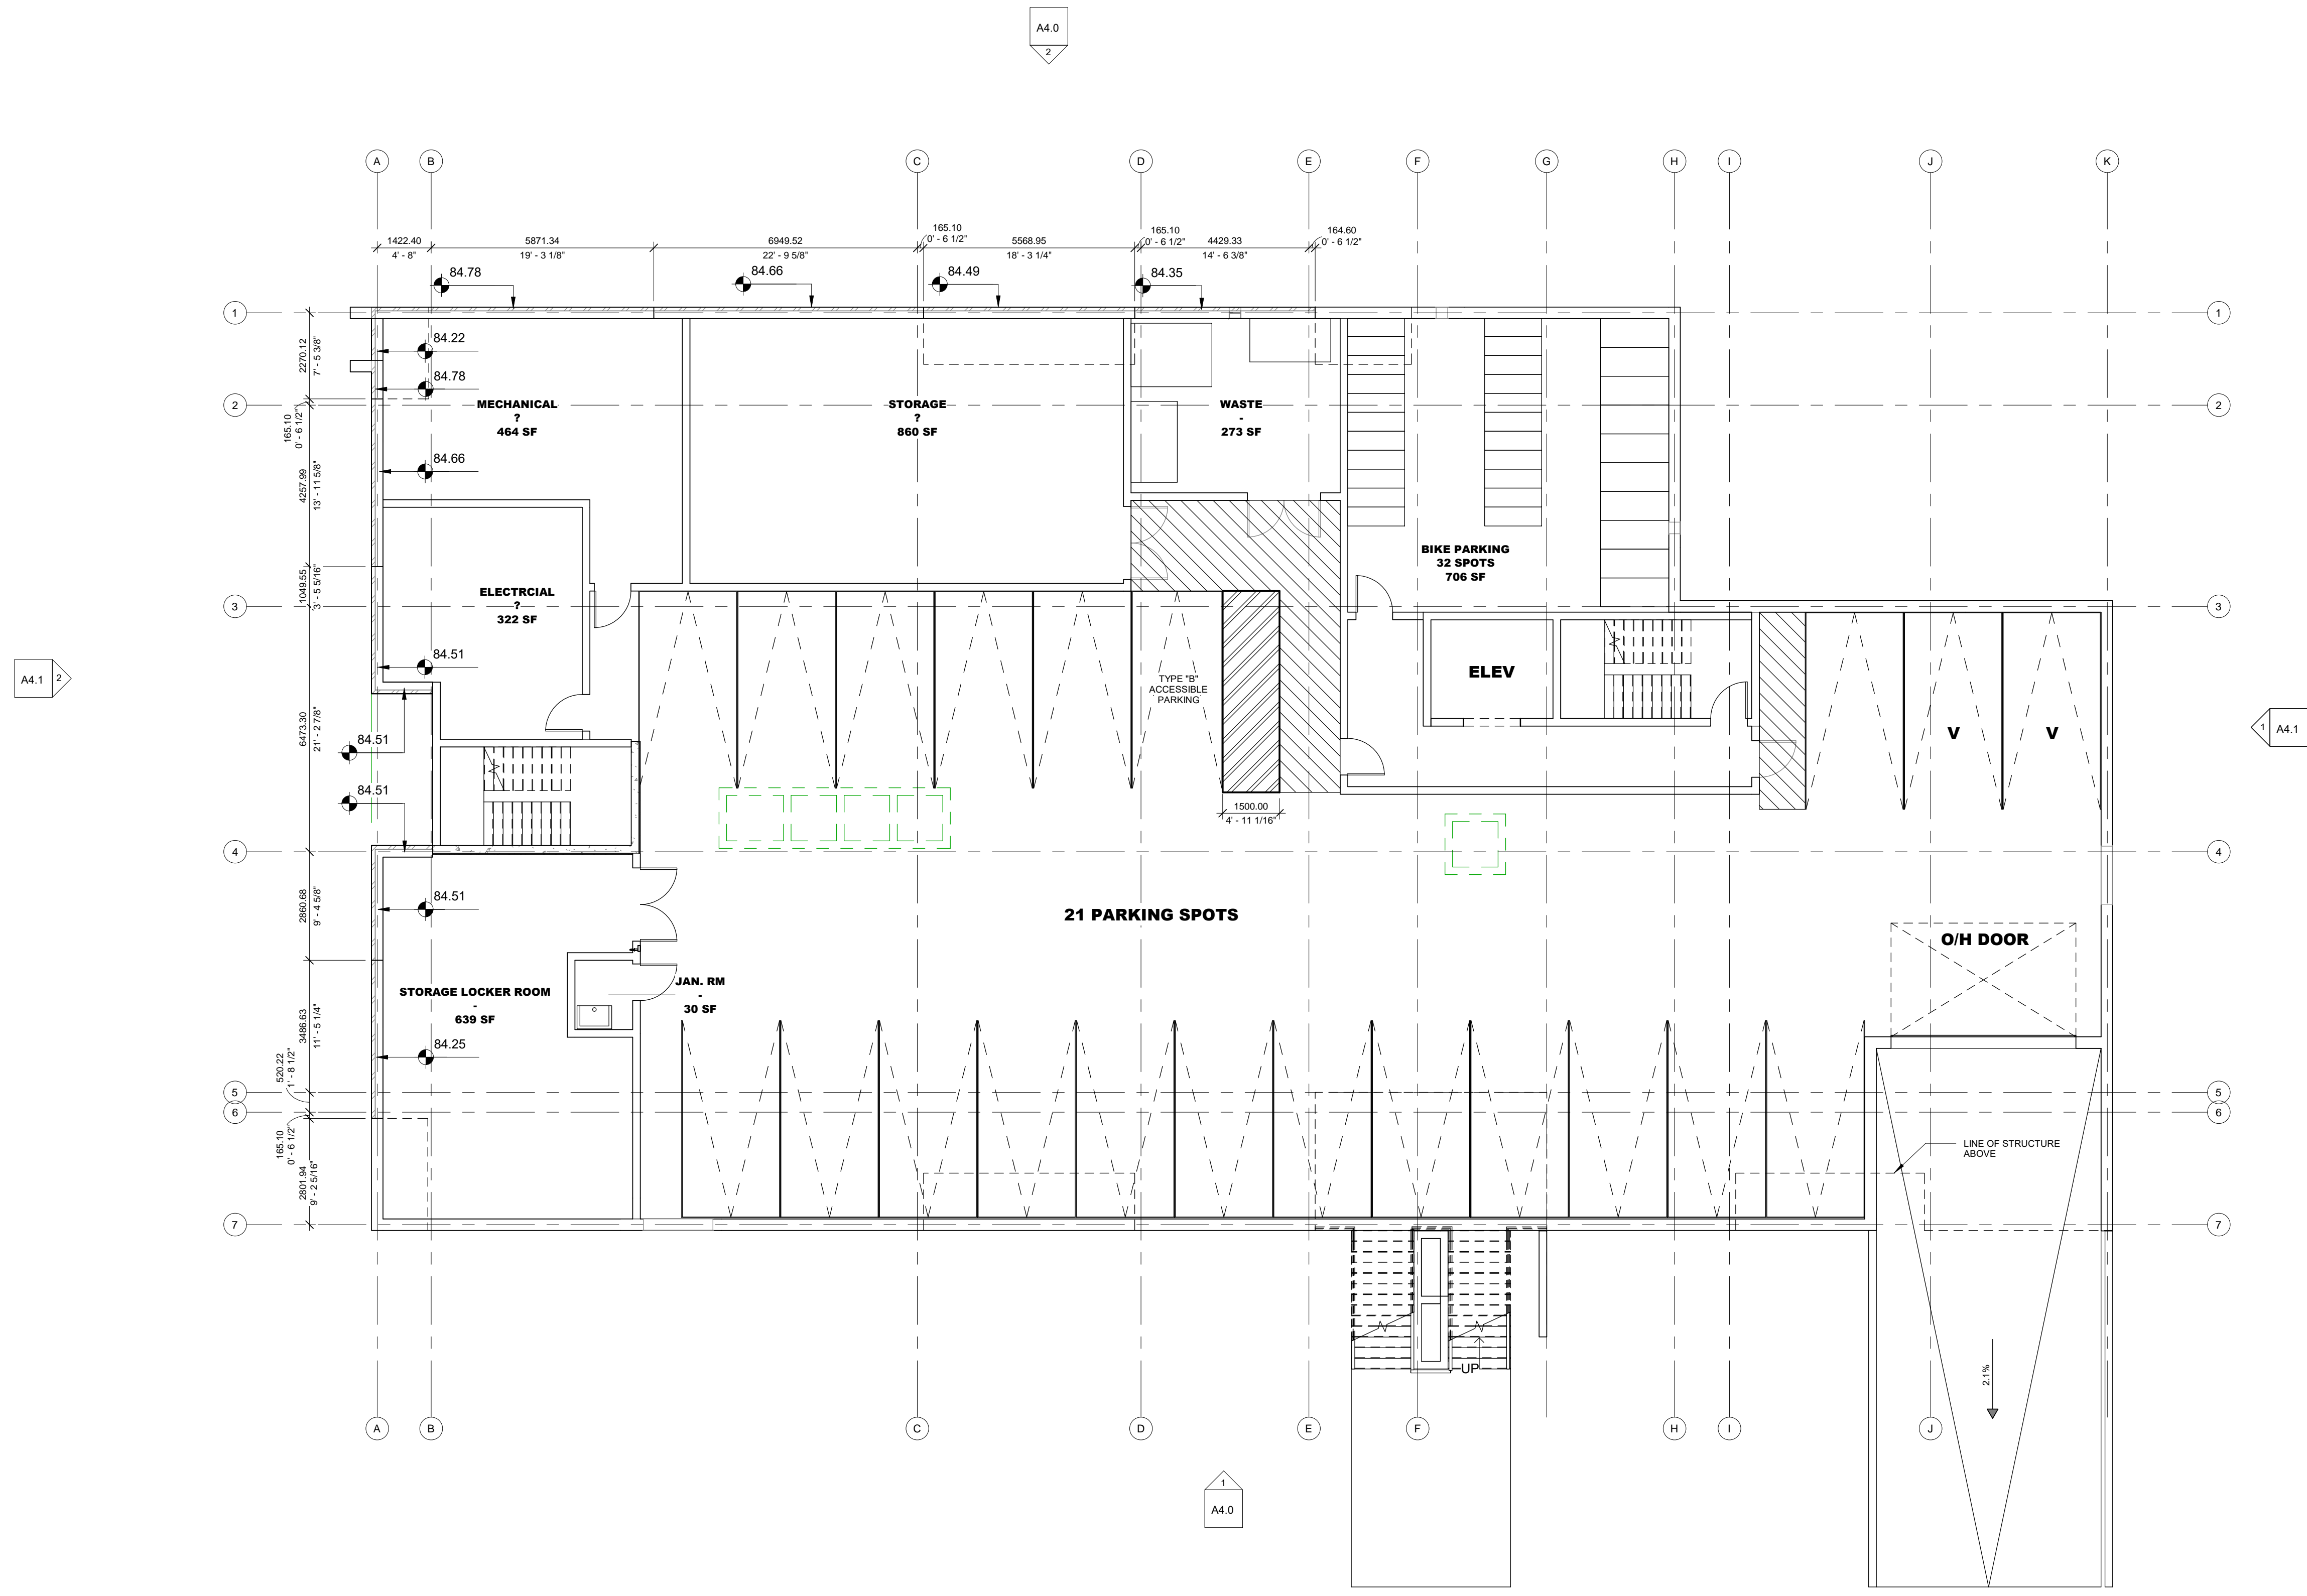 A4.0
2
A
B
C
D
E
F
G
H
I
J
K
1422.40
4' - 8"
5871.34
19' - 3 1/8"
6949.52
22' - 9 5/8"
165.10
0' - 6 1/2"
5568.95
18' - 3 1/4"
165.10
0' - 6 1/2"
4429.33
14' - 6 3/8"
164.60
0' - 6 1/2"
84.78
84.66
84.49
84.35
1
1
2270.12
7' - 5 3/8"
84.22
84.78
2
2
165.10
0' - 6 1/2"
MECHANICAL
?
464 SF
STORAGE
?
860 SF
WASTE
-
273 SF
4257.99
13' - 11 5/8"
84.66
BIKE PARKING
32 SPOTS
706 SF
1049.55
3' - 5 5/16"
ELECTRCIAL
?
322 SF
3
3
84.51
TYPE "B"
ACCESSIBLE
PARKING
ELEV
A4.1
2
6473.30
21' - 2 7/8"
84.51
V
V
1
A4.1
84.51
1500.00
4' - 11 1/16"
4
4
2860.68
9' - 4 5/8"
84.51
21 PARKING SPOTS
O/H DOOR
3486.63
11' - 5 1/4"
STORAGE LOCKER ROOM
-
639 SF
JAN. RM
-
30 SF
84.25
520.22
1' - 8 1/2"
5
5
6
6
165.10
0' - 6 1/2"
LINE OF STRUCTURE
ABOVE
2801.94
9' - 2 5/16"
7
7
UP
2.1%
A
B
C
D
E
F
H
I
J
1
A4.0